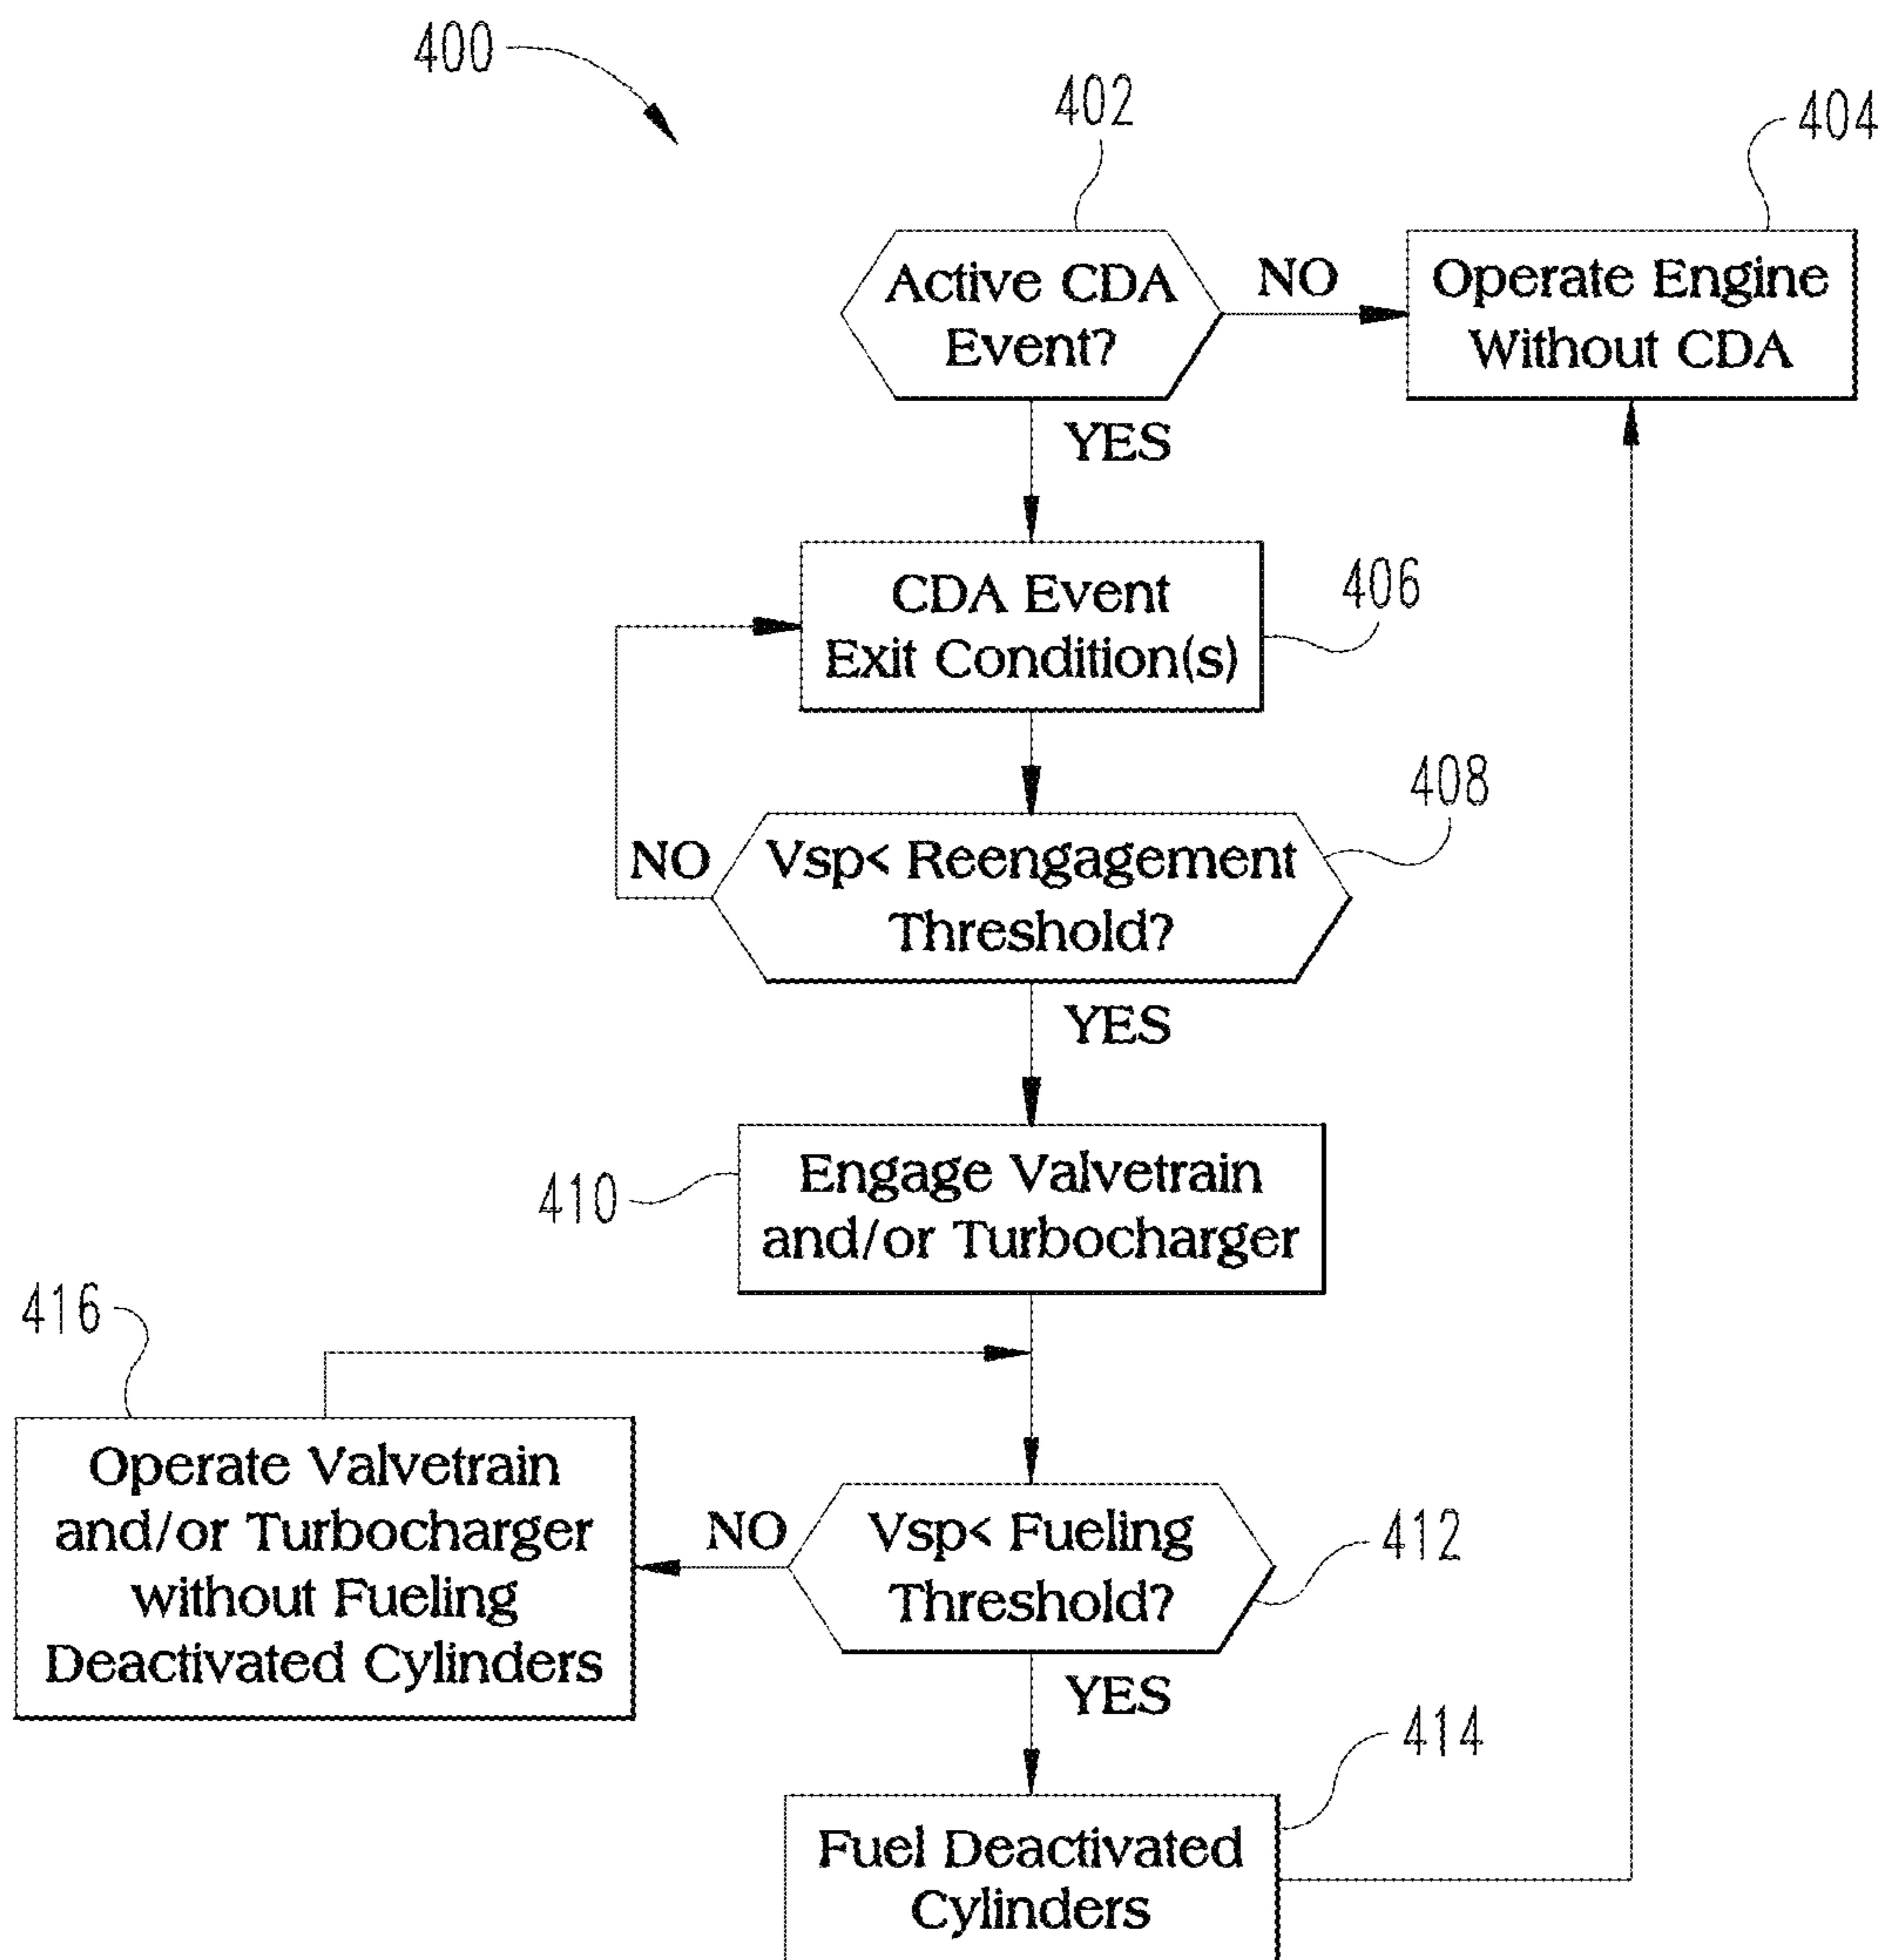 400
402
404
Active CDA
Event?
NO
Operate Engine
Without CDA
YES
CDA Event
Exit Condition(s)
406
408
NO
Vsp< Reengagement
Threshold?
YES
410
Engage Valvetrain
and/or Turbocharger
416
Operate Valvetrain
and/or Turbocharger
without Fueling
Deactivated Cylinders
NO
Vsp< Fueling
Threshold?
412
YES
414
Fuel Deactivated
Cylinders